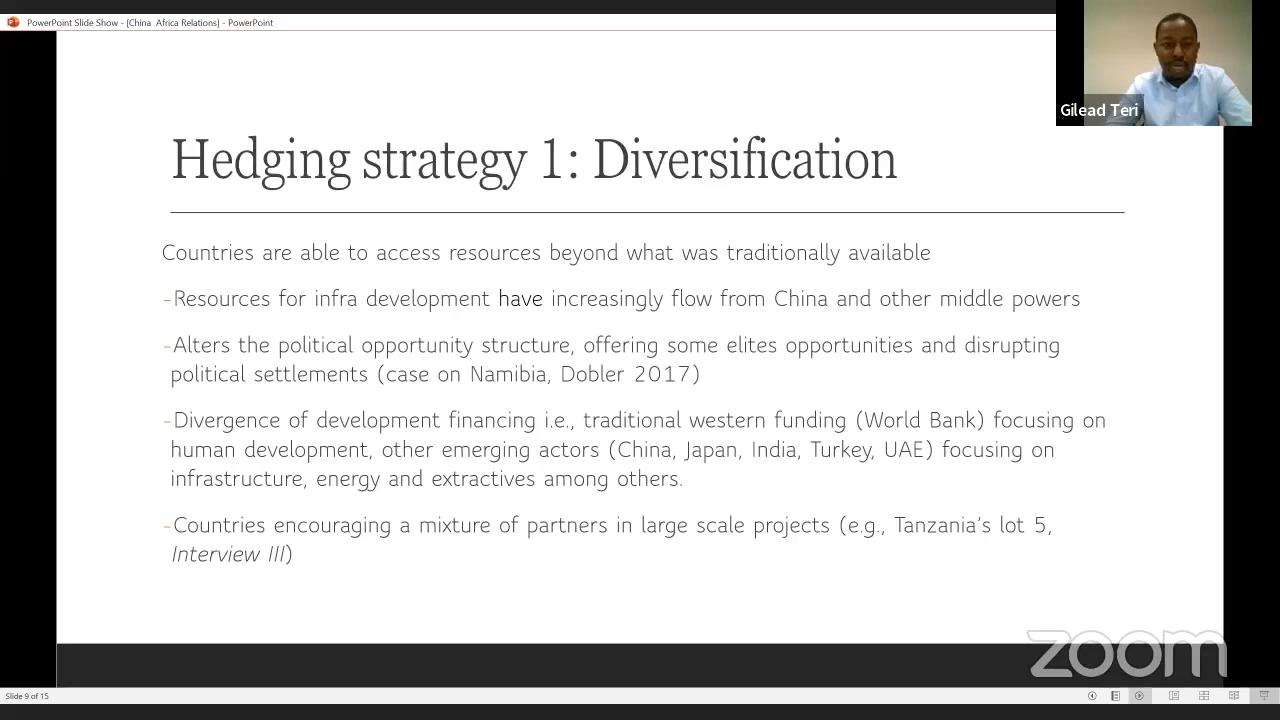 PowerPoint Slide Show - [China Africa Relations] - PowerPoint
Gilead Teri
Hedging strategy 1: Diversification
Countries are able to access resources beyond what was traditionally available
-Resources for infra development have increasingly flow from China and other middle powers
-Alters the political opportunity structure, offering some elites opportunities and disrupting
political settlements (case on Namibia, Dobler 2017)
-Divergence of development financing i.e., traditional western funding (World Bank) focusing on
human development, other emerging actors (China, Japan, India, Turkey, UAE) focusing on
infrastructure, energy and extractives among others.
-Countries encouraging a mixture of partners in large scale projects (e.g., Tanzania's lot 5,
Interview III)
zoom
Slide 9 of 15